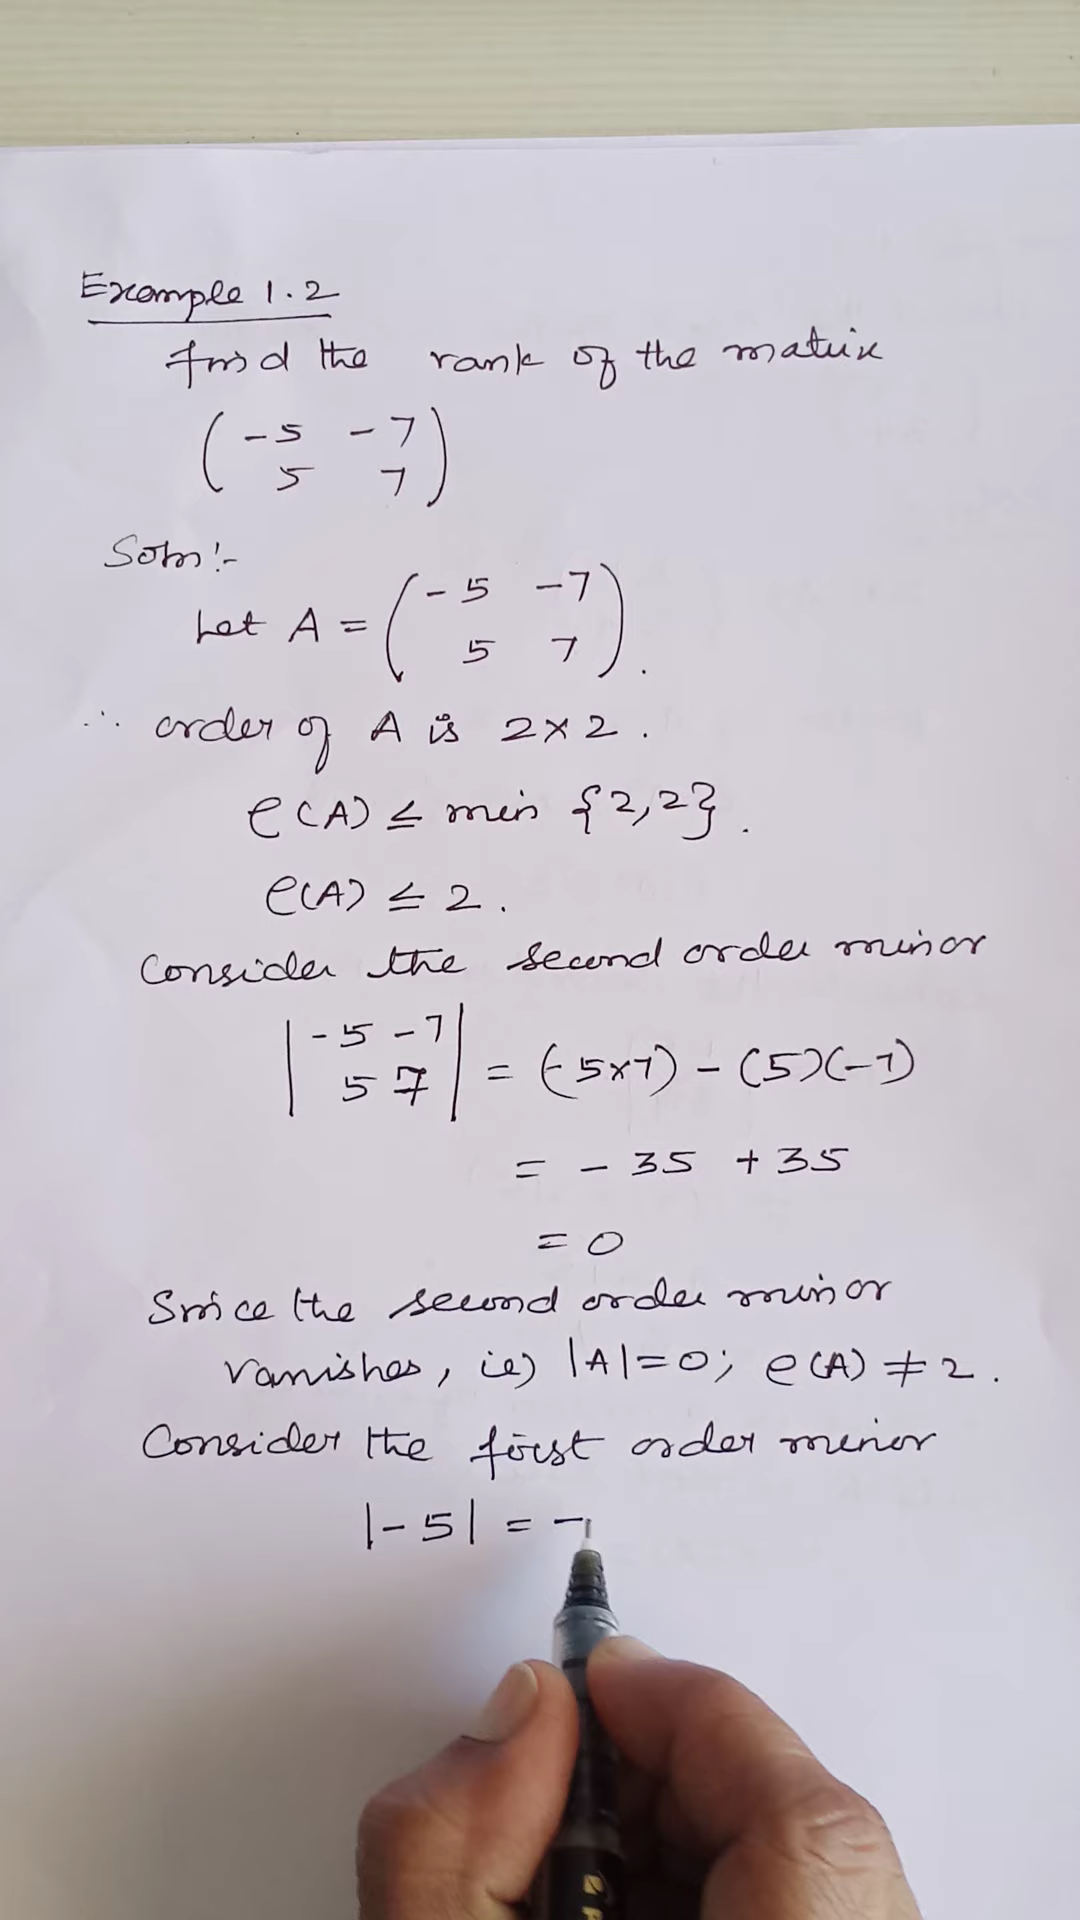 Example 1.2
find the rank of the matrix
( -5 -7
5 7 )
Soln:-
Let A = ( -5 -7
5 7 ).
∴ order of A is 2×2.
ρ(A) ≤ min {2,2}.
ρ(A) ≤ 2.
Consider the second order minor
| -5 -7
5 7 | = (-5×7) - (5)(-7)
= - 35 + 35
= 0
Since the second order minor
vanishes, ie) |A|=0; ρ(A) ≠ 2.
Consider the first order minor
|-5| = -